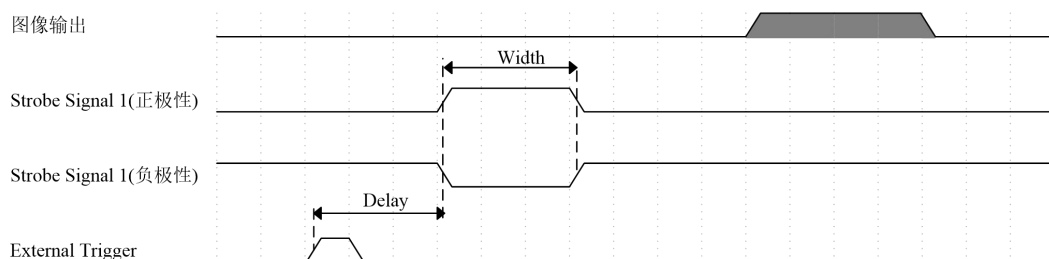 图像输出
Width
Strobe Signal 1(正极性)
Strobe Signal 1(负极性)
Delay
External Trigger